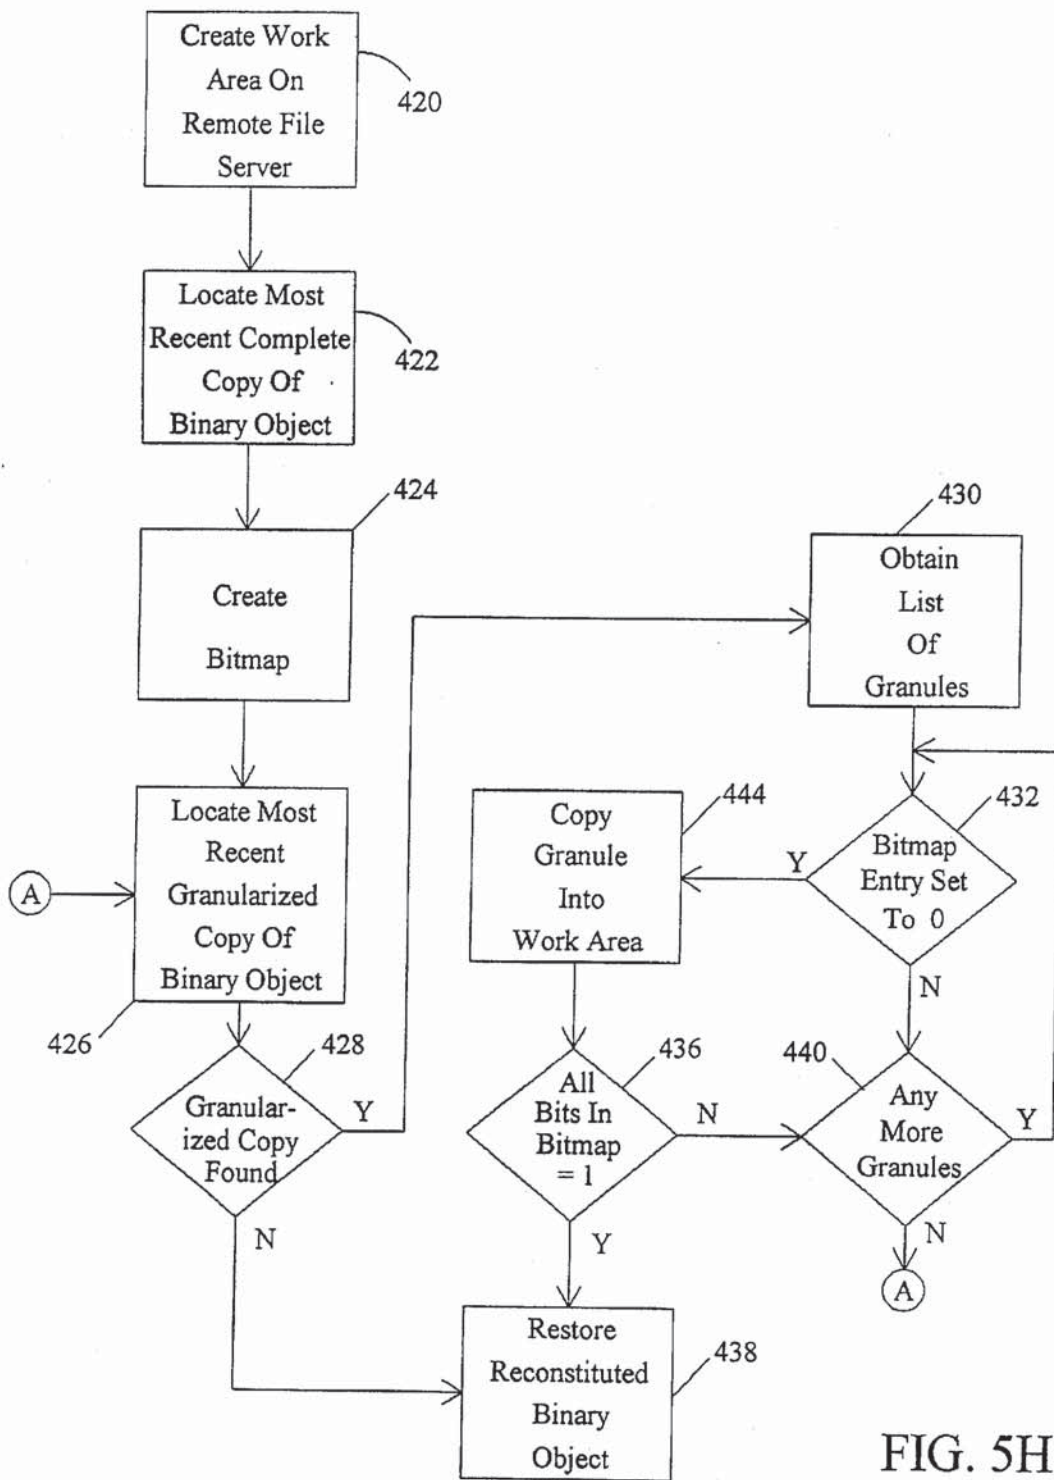 Create Work
Area On
Remote File
Server
420
Locate Most
Recent Complete
Copy Of
Binary Object
422
424
Create
Bitmap
430
Obtain
List
Of
Granules
A
Locate Most
Recent
Granularized
Copy Of
Binary Object
426
444
Copy
Granule
Into
Work Area
432
Y
Bitmap
Entry Set
To 0
N
428
Granular-
ized Copy
Found
Y
N
436
All
Bits In
Bitmap
= 1
N
Y
440
Any
More
Granules
Y
N
A
Restore
Reconstituted
Binary
Object
438
FIG. 5H